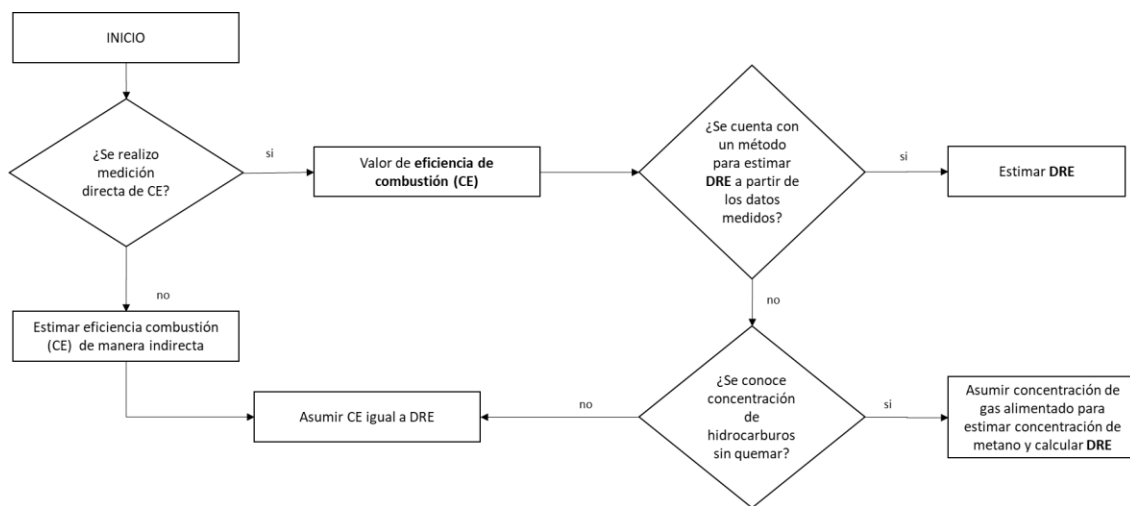 INICIO
¿Se realizo
medición
directa de CE?
si
Valor de eficiencia de
combustión (CE)
¿Se cuenta con
un método
para estimar
DRE a partir de
los datos
medidos?
si
Estimar DRE
no
Estimar eficiencia combustión
(CE) de manera indirecta
no
¿Se conoce
concentración
de
hidrocarburos
sin quemar?
no
Asumir CE igual a DRE
si
Asumir concentración de
gas alimentado para
estimar concentración de
metano y calcular DRE